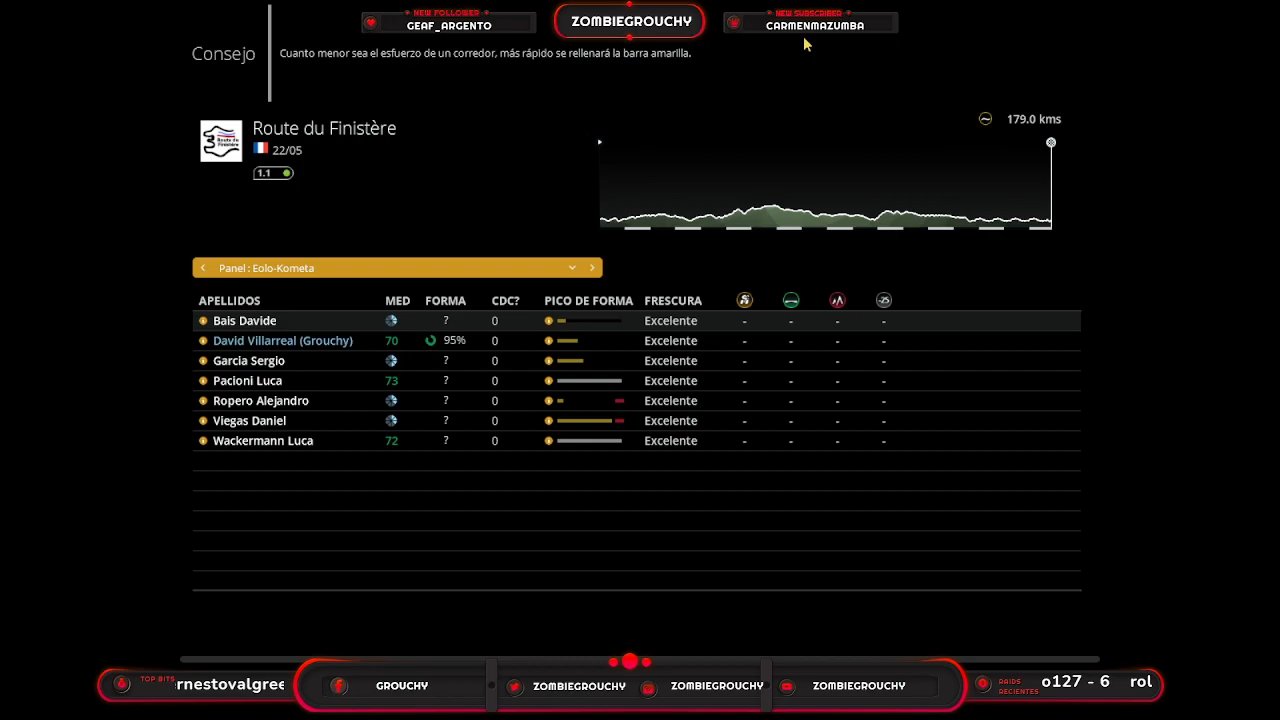 NEW FOLLOWER
GEAF_ARGENTO
ZOMBIEGROUCHY
NEW SUBSCRIBER
CARMENMAZUMBA
Consejo
Cuanto menor sea el esfuerzo de un corredor, más rápido se rellenará la barra amarilla.
Route du Finistère
22/05
1.1
179.0 kms
Panel : Eolo-Kometa
APELLIDOS MED FORMA CDC? PICO DE FORMA FRESCURA -25
Bais Davide ? 0 Excelente - - - -
David Villarreal (Grouchy) 70 95% 0 Excelente - - - -
Garcia Sergio ? 0 Excelente - - - -
Pacioni Luca 73 ? 0 Excelente - - - -
Ropero Alejandro ? 0 Excelente - - - -
Viegas Daniel ? 0 Excelente - - - -
Wackermann Luca 72 ? 0 Excelente - - - -
TOP BITS
rnestovalgree
GROUCHY
ZOMBIEGROUCHY
ZOMBIEGROUCHY
ZOMBIEGROUCHY
RAIDS
RECIENTES
o127 - 6 rol